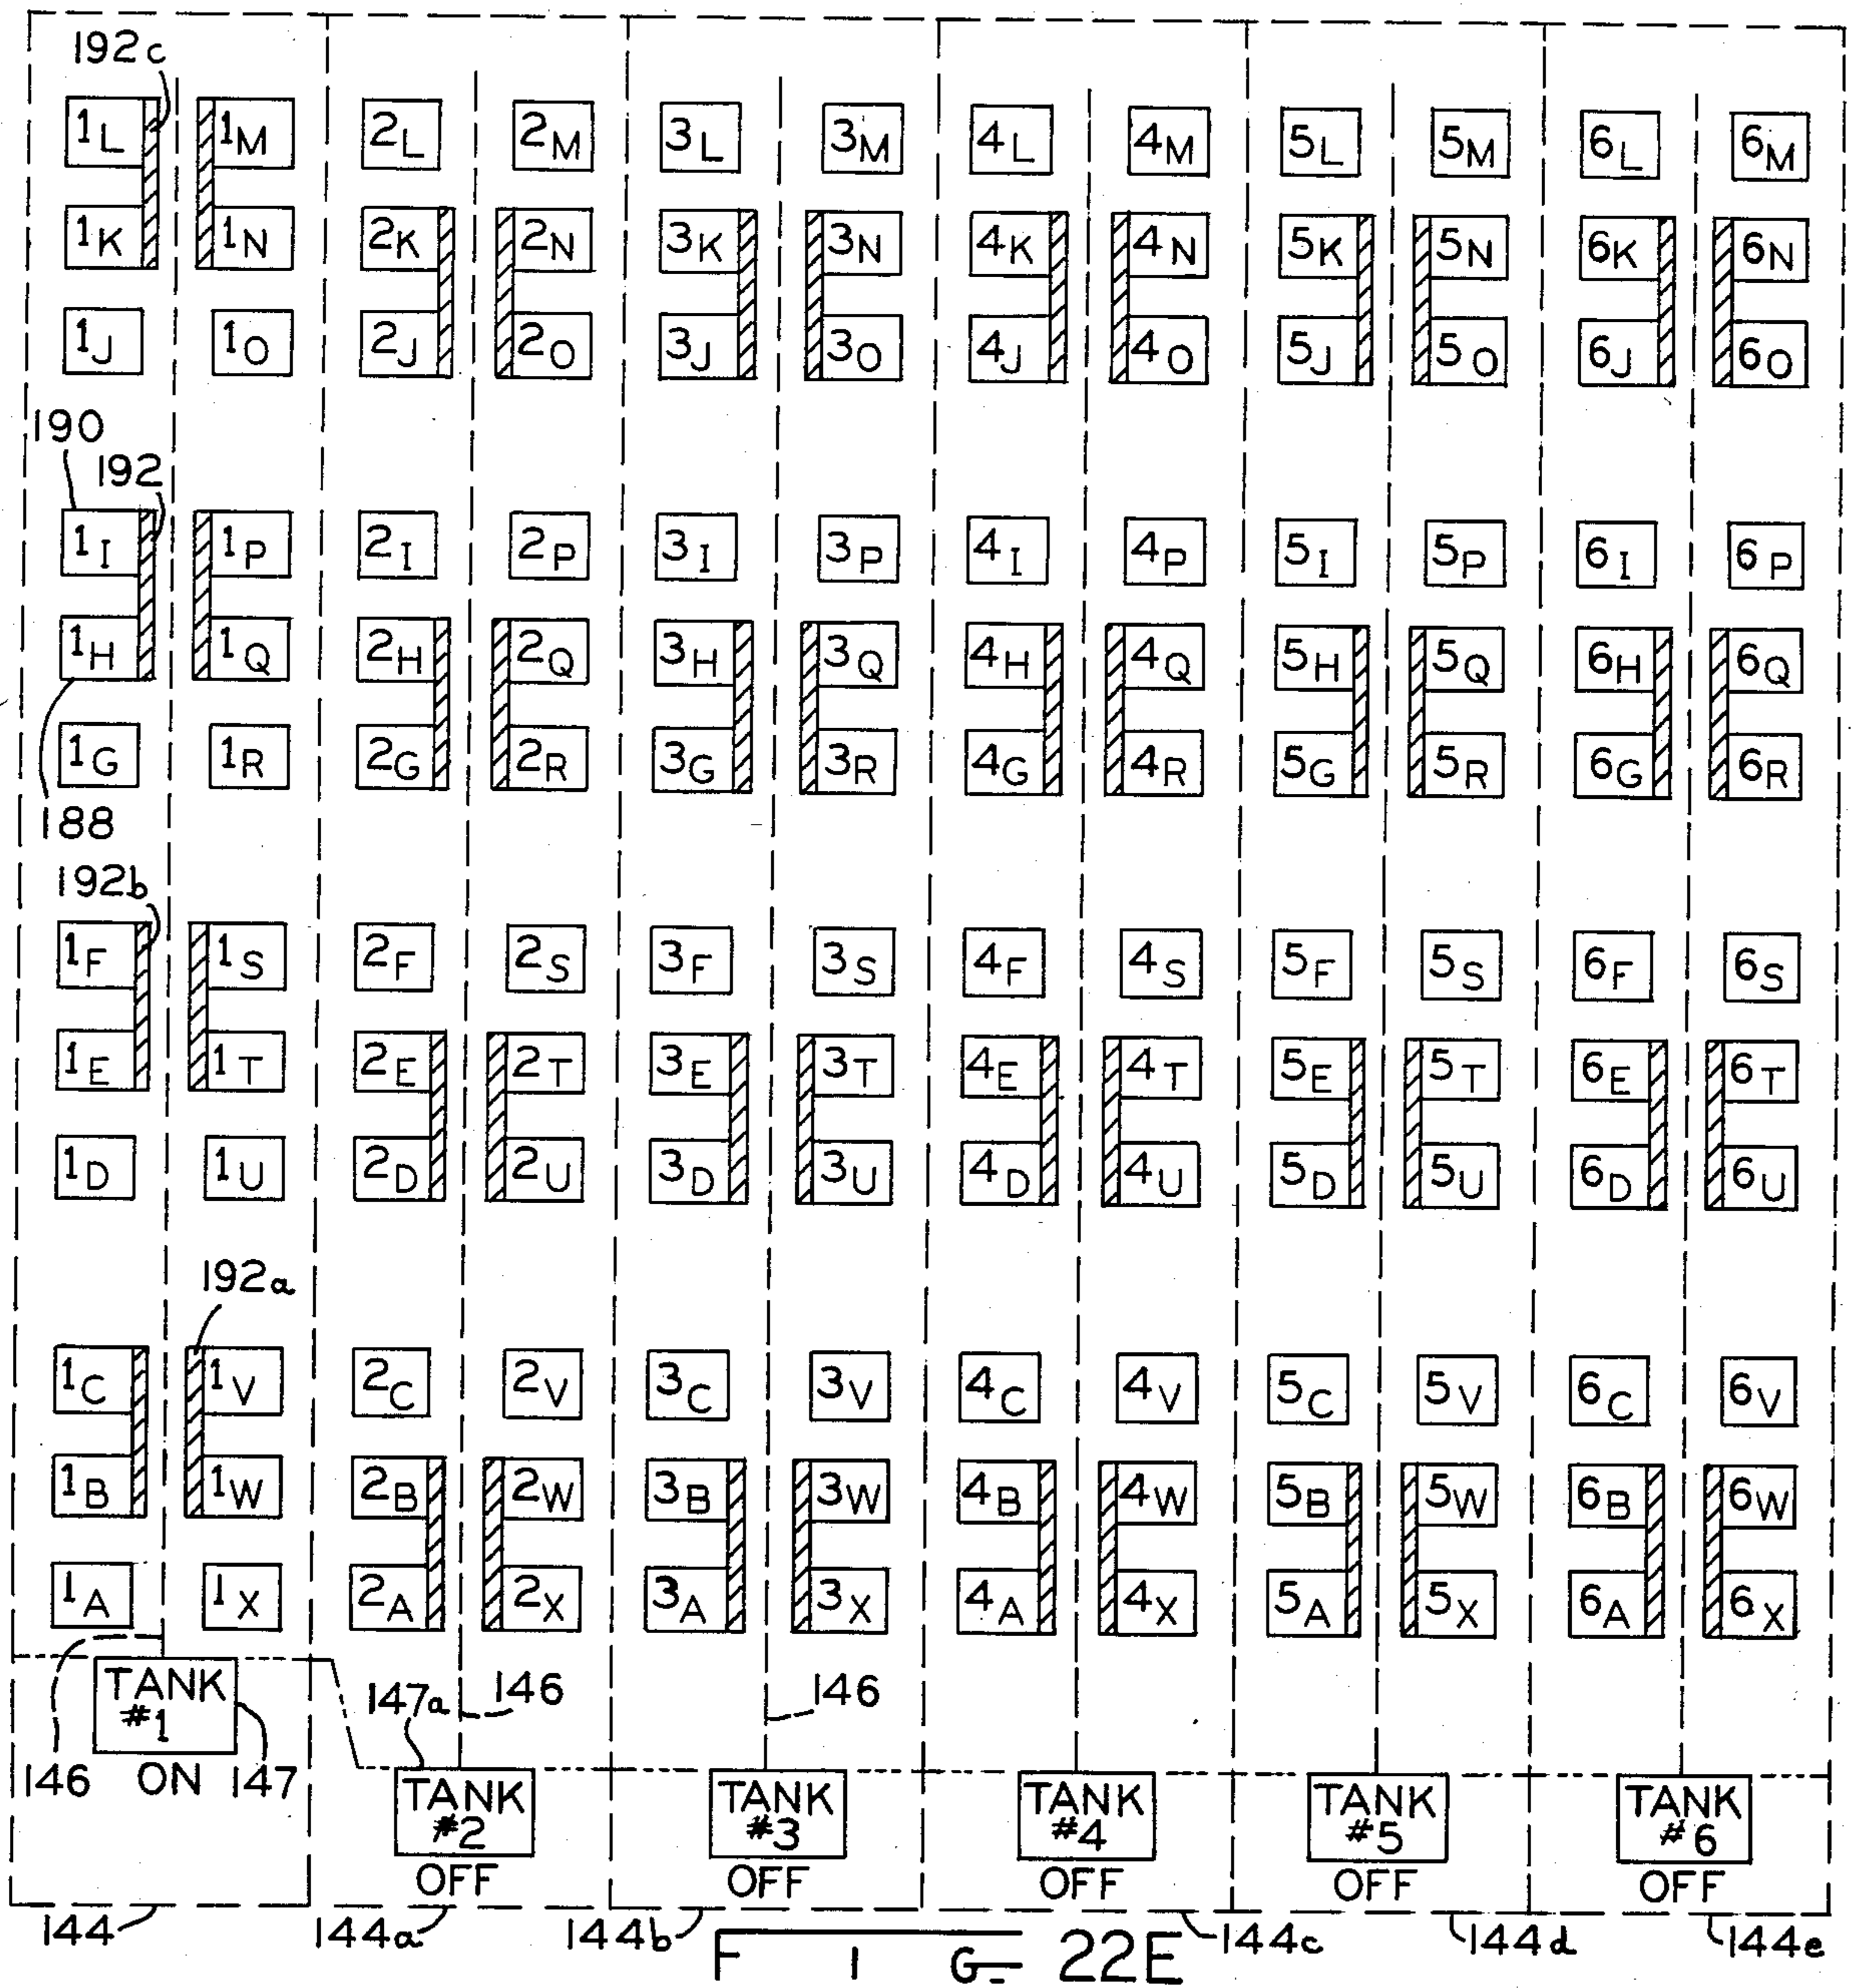 192c
1L 1M 2L 2M 3L 3M 4L 4M 5L 5M 6L 6M
1K 1N 2K 2N 3K 3N 4K 4N 5K 5N 6K 6N
1J 1O 2J 2O 3J 3O 4J 4O 5J 5O 6J 6O
190
192
1I 1P 2I 2P 3I 3P 4I 4P 5I 5P 6I 6P
1H 1Q 2H 2Q 3H 3Q 4H 4Q 5H 5Q 6H 6Q
1G 1R 2G 2R 3G 3R 4G 4R 5G 5R 6G 6R
188
192b
1F 1S 2F 2S 3F 3S 4F 4S 5F 5S 6F 6S
1E 1T 2E 2T 3E 3T 4E 4T 5E 5T 6E 6T
1D 1U 2D 2U 3D 3U 4D 4U 5D 5U 6D 6U
192a
1C 1V 2C 2V 3C 3V 4C 4V 5C 5V 6C 6V
1B 1W 2B 2W 3B 3W 4B 4W 5B 5W 6B 6W
1A 1X 2A 2X 3A 3X 4A 4X 5A 5X 6A 6X
TANK
#1
147a 146 146
146 ON 147
TANK TANK TANK TANK TANK
#2 #3 #4 #5 #6
OFF OFF OFF OFF OFF
144 144a 144b 144c 144d 144e
FIG. 22E